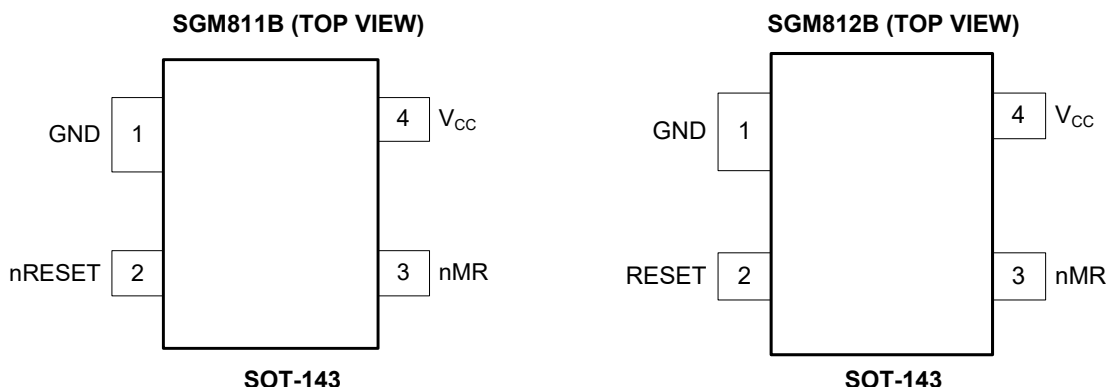 SGM811B (TOP VIEW)
GND 1
4 VCC
nRESET 2
3 nMR
SOT-143
SGM812B (TOP VIEW)
GND 1
4 VCC
RESET 2
3 nMR
SOT-143